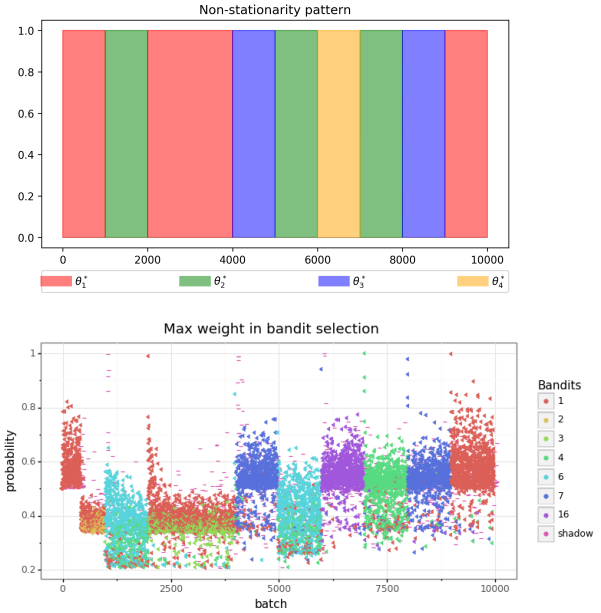 Non-stationarity pattern
1.0
0.8
0.6
0.4
0.2
0.0
0 2000 4000 6000 8000 10000
θ₁* θ₂* θ₃* θ₄*
Max weight in bandit selection
1
0.8
0.6
0.4
0.2
probability
0 2500 5000 7500 10000
batch
Bandits
1
2
3
4
6
7
16
shadow